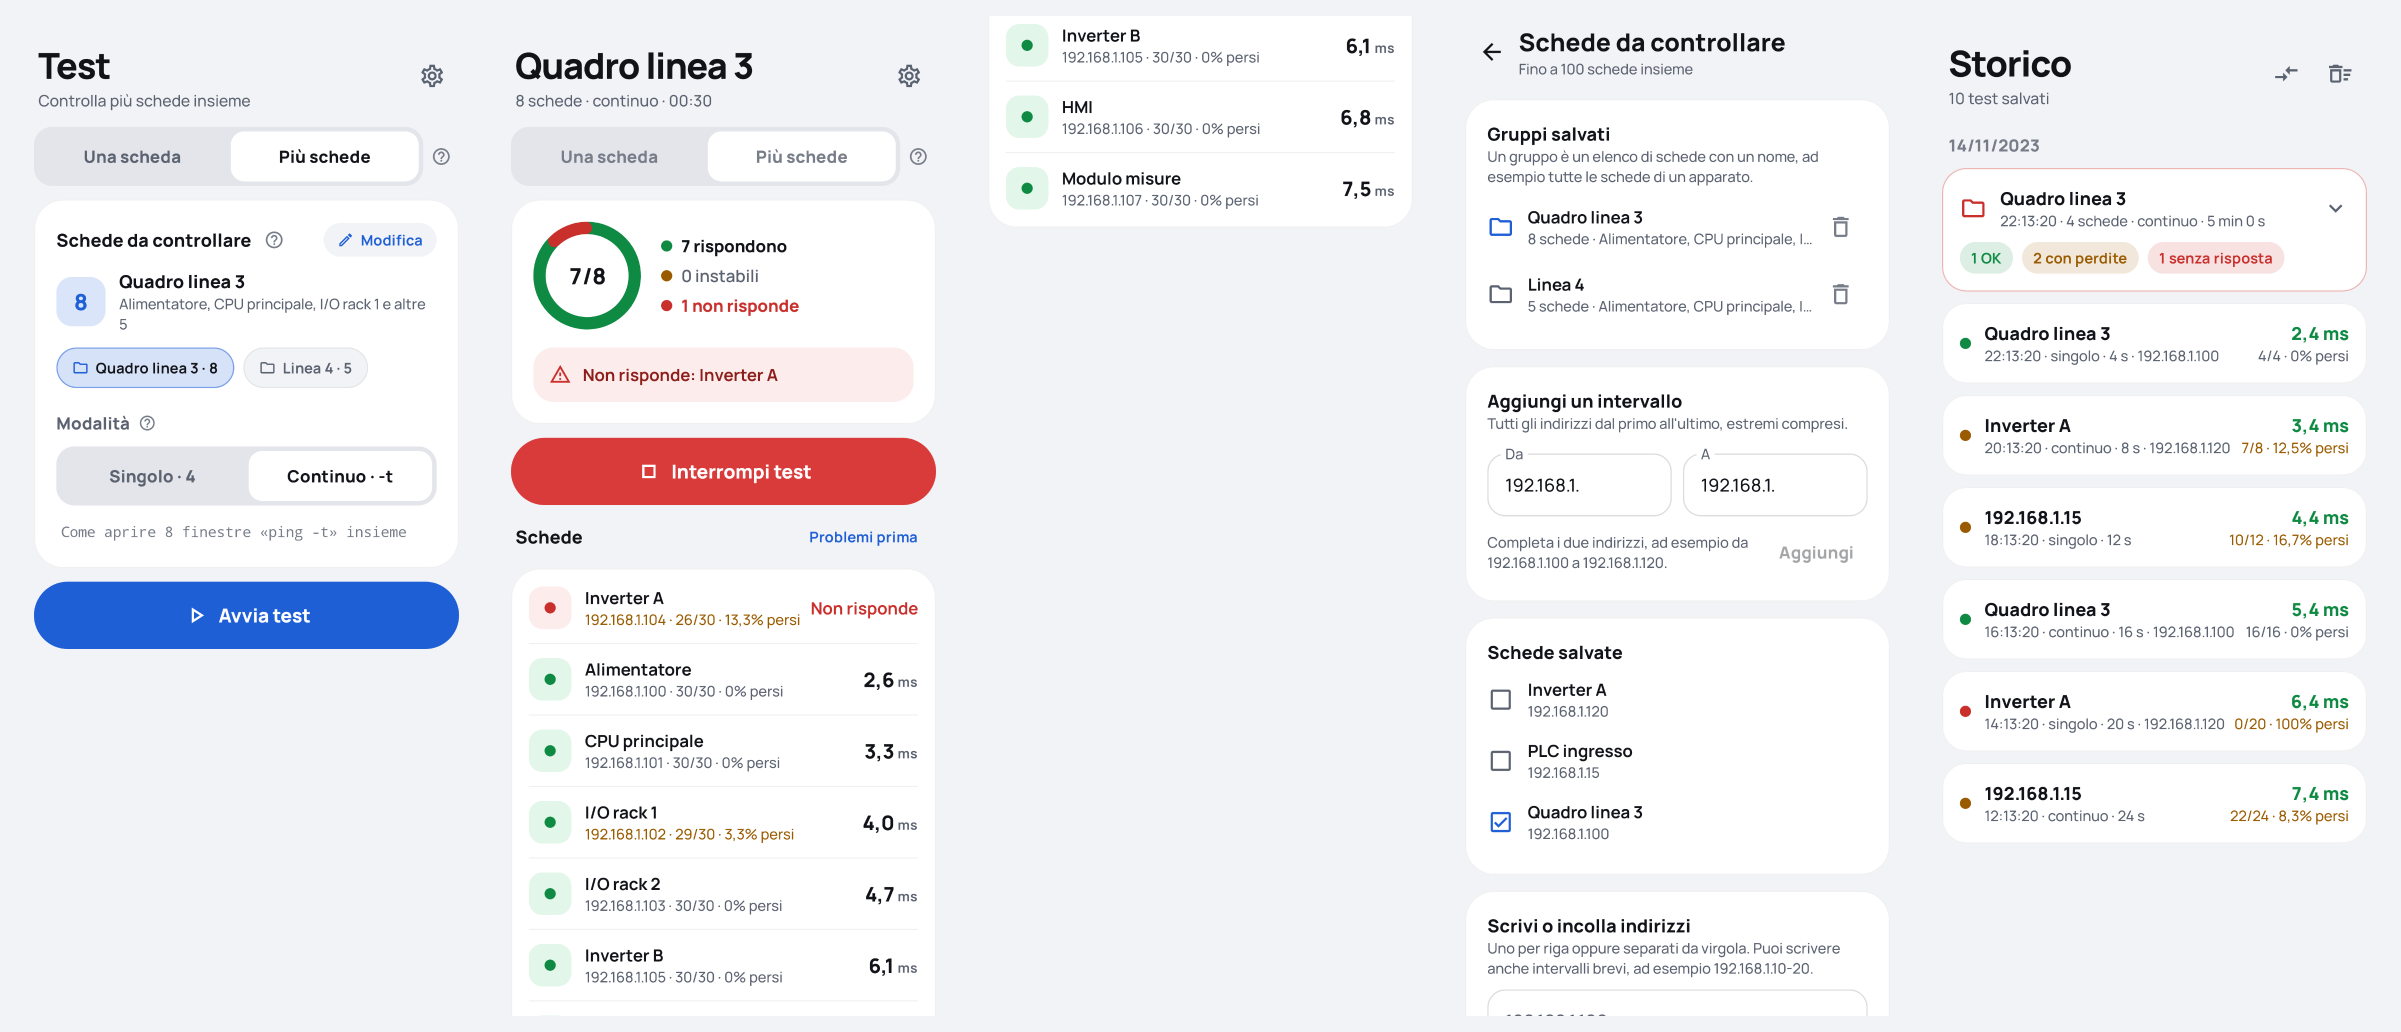 Test
Controlla più schede insieme
Una scheda
Più schede
Schede da controllare
Modifica
8
Quadro linea 3
Alimentatore, CPU principale, I/O rack 1 e altre
5
Quadro linea 3 · 8
Linea 4 · 5
Modalità
Singolo · 4
Continuo · -t
Come aprire 8 finestre «ping -t» insieme
Avvia test
Quadro linea 3
8 schede · continuo · 00:30
Una scheda
Più schede
7/8
7 rispondono
0 instabili
1 non risponde
Non risponde: Inverter A
Interrompi test
Schede
Problemi prima
Inverter A
192.168.1.104 · 26/30 · 13,3% persi
Non risponde
Alimentatore
192.168.1.100 · 30/30 · 0% persi
2,6 ms
CPU principale
192.168.1.101 · 30/30 · 0% persi
3,3 ms
I/O rack 1
192.168.1.102 · 29/30 · 3,3% persi
4,0 ms
I/O rack 2
192.168.1.103 · 30/30 · 0% persi
4,7 ms
Inverter B
192.168.1.105 · 30/30 · 0% persi
6,1 ms
Inverter B
192.168.1.105 · 30/30 · 0% persi
6,1 ms
HMI
192.168.1.106 · 30/30 · 0% persi
6,8 ms
Modulo misure
192.168.1.107 · 30/30 · 0% persi
7,5 ms
Schede da controllare
Fino a 100 schede insieme
Gruppi salvati
Un gruppo è un elenco di schede con un nome, ad
esempio tutte le schede di un apparato.
Quadro linea 3
8 schede · Alimentatore, CPU principale, I...
Linea 4
5 schede · Alimentatore, CPU principale, I...
Aggiungi un intervallo
Tutti gli indirizzi dal primo all'ultimo, estremi compresi.
Da
192.168.1.
A
192.168.1.
Completa i due indirizzi, ad esempio da
192.168.1.100 a 192.168.1.120.
Aggiungi
Schede salvate
Inverter A
192.168.1.120
PLC ingresso
192.168.1.15
Quadro linea 3
192.168.1.100
Scrivi o incolla indirizzi
Uno per riga oppure separati da virgola. Puoi scrivere
anche intervalli brevi, ad esempio 192.168.1.10-20.
Storico
10 test salvati
14/11/2023
Quadro linea 3
22:13:20 · 4 schede · continuo · 5 min 0 s
1 OK
2 con perdite
1 senza risposta
Quadro linea 3
2,4 ms
22:13:20 · singolo · 4 s · 192.168.1.100
4/4 · 0% persi
Inverter A
3,4 ms
20:13:20 · continuo · 8 s · 192.168.1.120
7/8 · 12,5% persi
192.168.1.15
4,4 ms
18:13:20 · singolo · 12 s
10/12 · 16,7% persi
Quadro linea 3
5,4 ms
16:13:20 · continuo · 16 s · 192.168.1.100
16/16 · 0% persi
Inverter A
6,4 ms
14:13:20 · singolo · 20 s · 192.168.1.120
0/20 · 100% persi
192.168.1.15
7,4 ms
12:13:20 · continuo · 24 s
22/24 · 8,3% persi